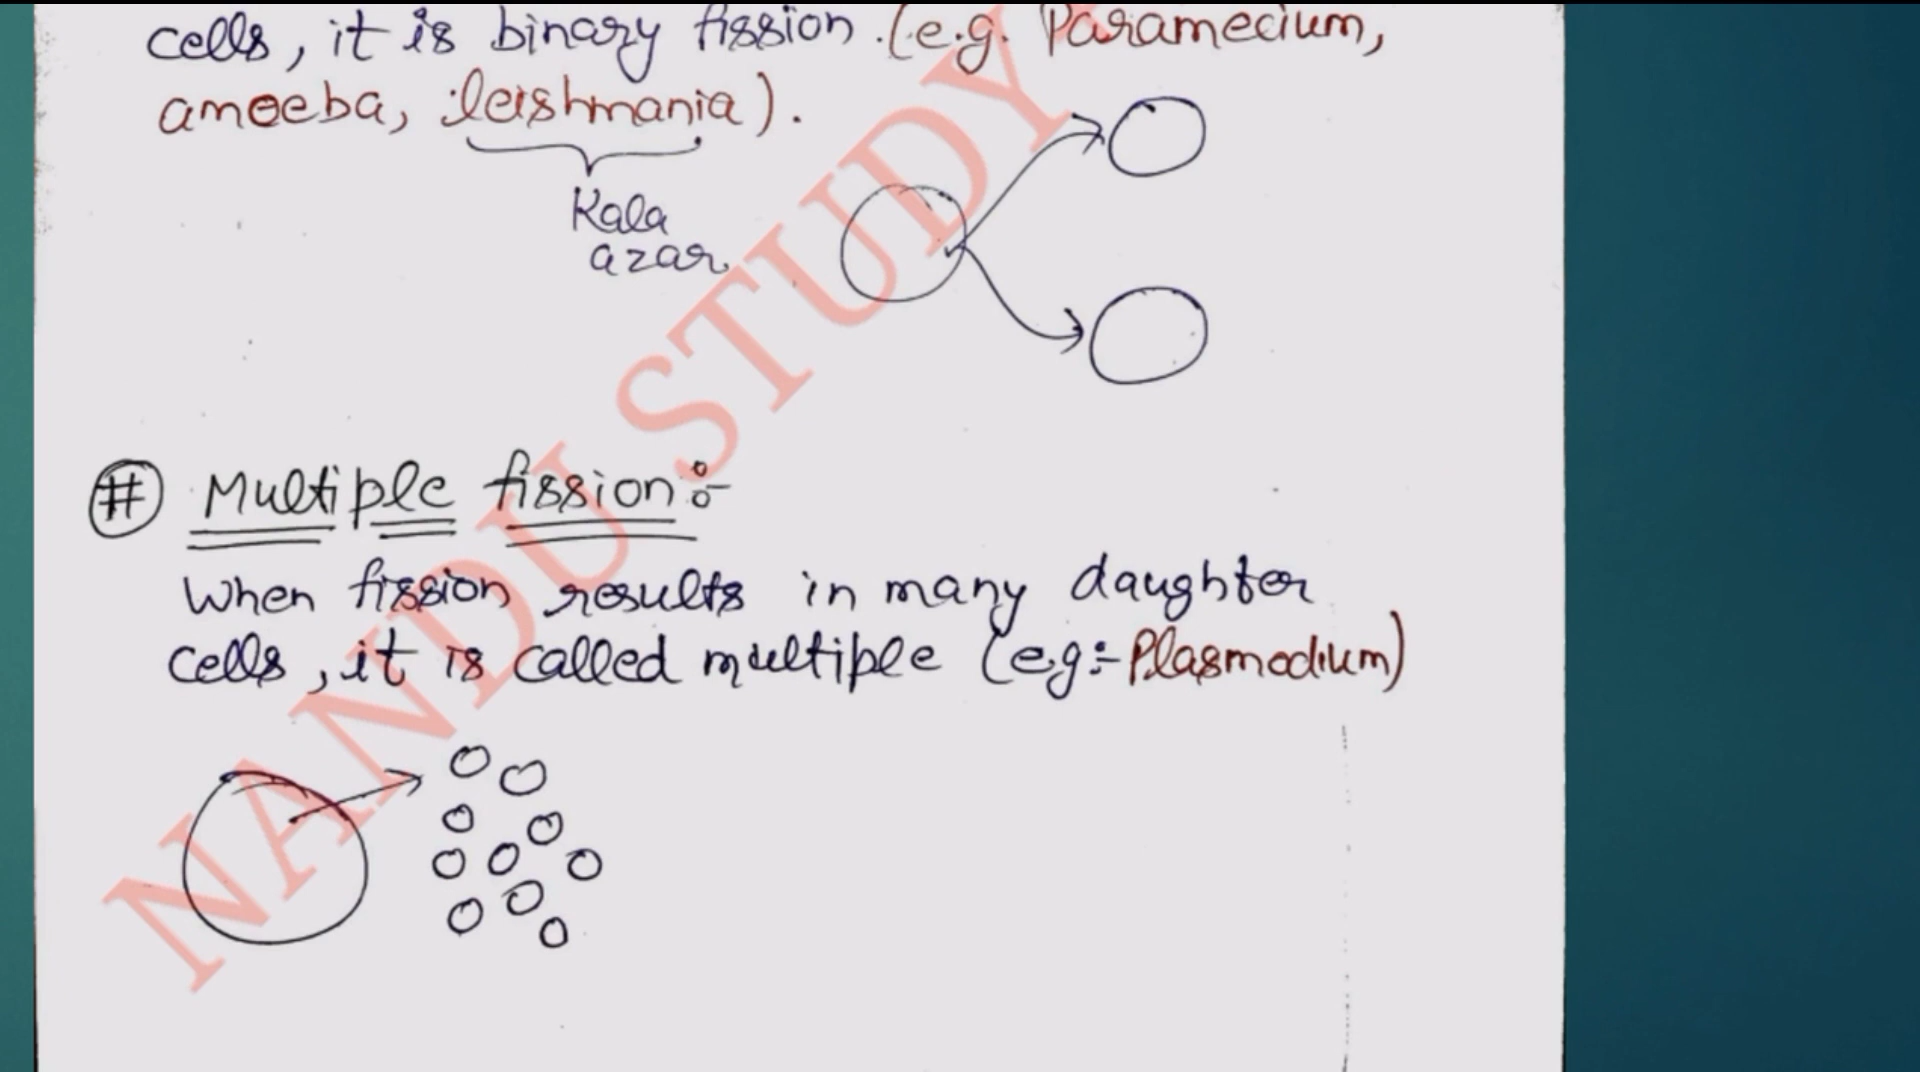 cells, it is binary fission. (e.g. Paramecium,
amoeba, leishmania).
Kala
azar
# Multiple fission:-
When fission results in many daughter
cells, it is called multiple (e.g:- Plasmodium)
NANDU STUDY